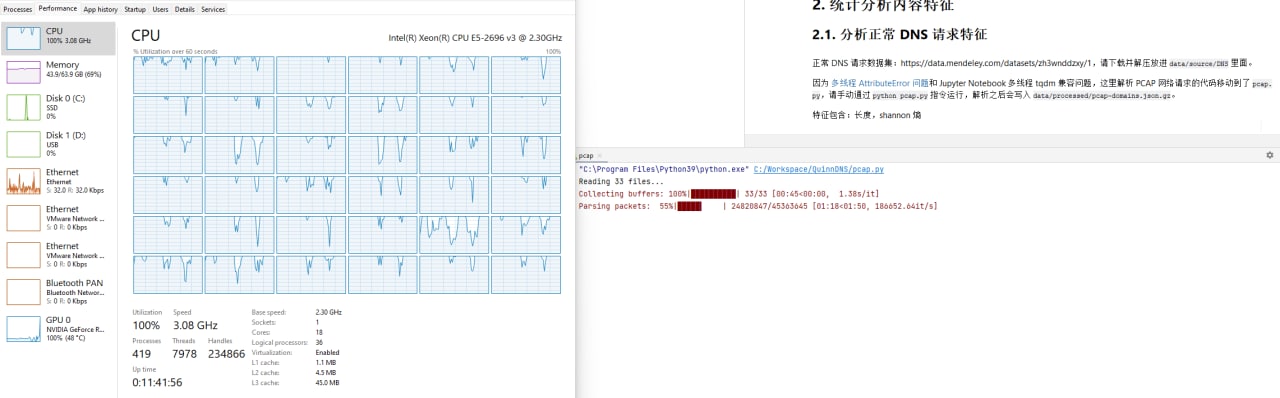 Processes Performance App history Startup Users Details Services
CPU
100% 3.08 GHz
Memory
43.9/63.9 GB (69%)
Disk 0 (C:)
SSD
0%
Disk 1 (D:)
USB
0%
Ethernet
Ethernet
S: 32.0 R: 32.0 Kbps
Ethernet
VMware Network ...
S: 0 R: 0 Kbps
Ethernet
VMware Network ...
S: 0 R: 0 Kbps
Bluetooth PAN
Bluetooth Networ...
S: 0 R: 0 Kbps
GPU 0
NVIDIA GeForce R...
100% (48 °C)
CPU
Intel(R) Xeon(R) CPU E5-2696 v3 @ 2.30GHz
% Utilization over 60 seconds
100%
Utilization Speed
100% 3.08 GHz
Processes Threads Handles
419 7978 234866
Up time
0:11:41:56
Base speed: 2.30 GHz
Sockets: 1
Cores: 18
Logical processors: 36
Virtualization: Enabled
L1 cache: 1.1 MB
L2 cache: 4.5 MB
L3 cache: 45.0 MB
2. 统计分析内容特征
2.1. 分析正常 DNS 请求特征
正常 DNS 请求数据集：https://data.mendeley.com/datasets/zh3wnddzxy/1，请下载并解压放进 data/source/DNS 里面。
因为 多线程 AttributeError 问题和 Jupyter Notebook 多线程 tqdm 兼容问题，这里解析 PCAP 网络请求的代码移动到了 pcap.
py，请手动通过 python pcap.py 指令运行，解析之后会写入 data/processed/pcap-domains.json.gz。
特征包含：长度，shannon 熵
pcap
"C:\Program Files\Python39\python.exe" C:/Workspace/QuinnDNS/pcap.py
Reading 33 files...
Collecting buffers: 100%|██████████| 33/33 [00:45<00:00, 1.38s/it]
Parsing packets: 55%|█████ | 24820847/45363645 [01:18<01:50, 186652.64it/s]